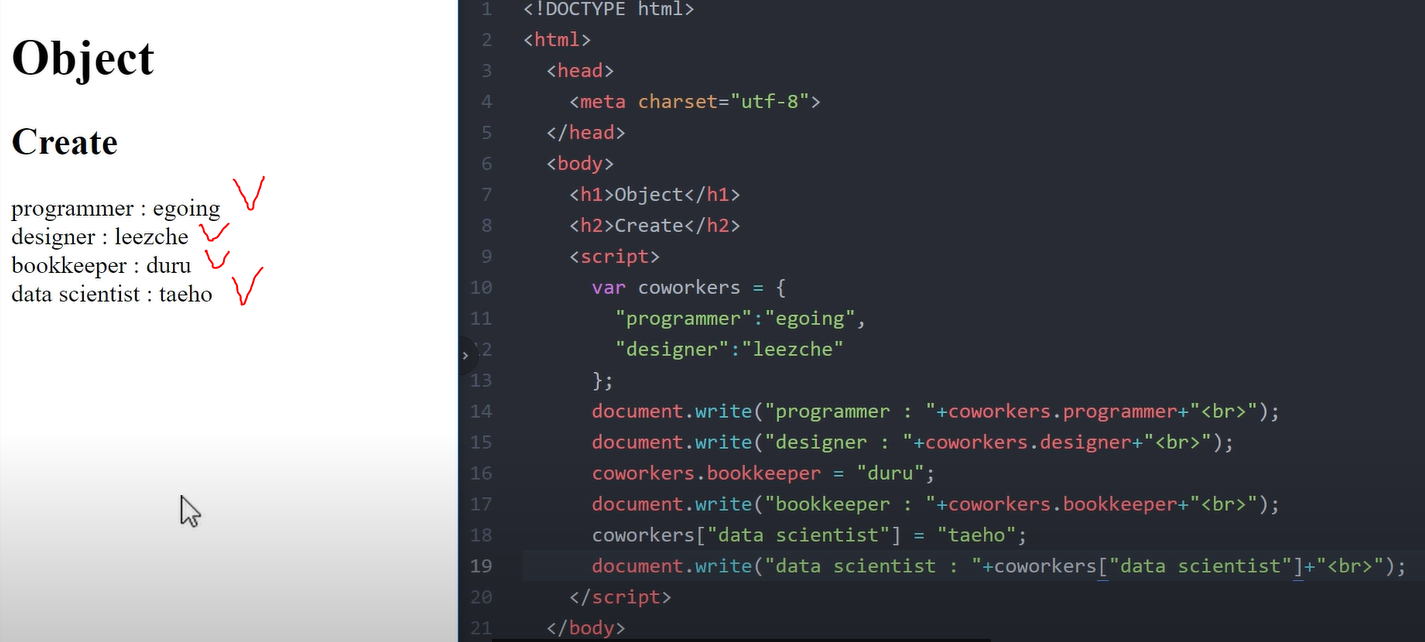 Object
Create
programmer : egoing
designer : leezche
bookkeeper : duru
data scientist : taeho
1 <!DOCTYPE html>
2 <html>
3 <head>
4 <meta charset="utf-8">
5 </head>
6 <body>
7 <h1>Object</h1>
8 <h2>Create</h2>
9 <script>
10 var coworkers = {
11 "programmer":"egoing",
12 "designer":"leezche"
13 };
14 document.write("programmer : "+coworkers.programmer+"<br>");
15 document.write("designer : "+coworkers.designer+"<br>");
16 coworkers.bookkeeper = "duru";
17 document.write("bookkeeper : "+coworkers.bookkeeper+"<br>");
18 coworkers["data scientist"] = "taeho";
19 document.write("data scientist : "+coworkers["data scientist"]+"<br>");
20 </script>
21 </body>